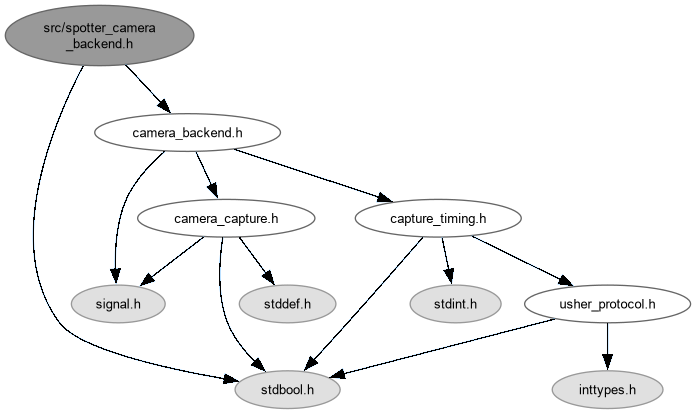 src/spotter_camera
_backend.h
camera_backend.h
camera_capture.h
capture_timing.h
signal.h
stddef.h
stdint.h
usher_protocol.h
stdbool.h
inttypes.h